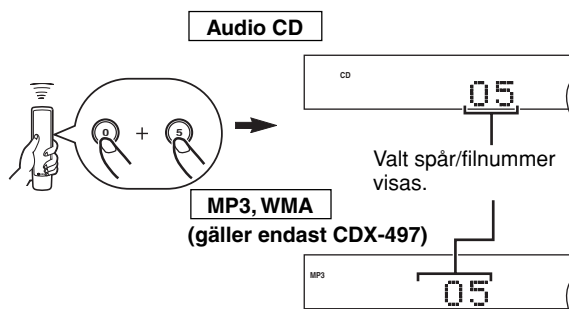 Audio CD
CD
05
0 + 5
Valt spår/filnummer
visas.
MP3, WMA
(gäller endast CDX-497)
MP3
05